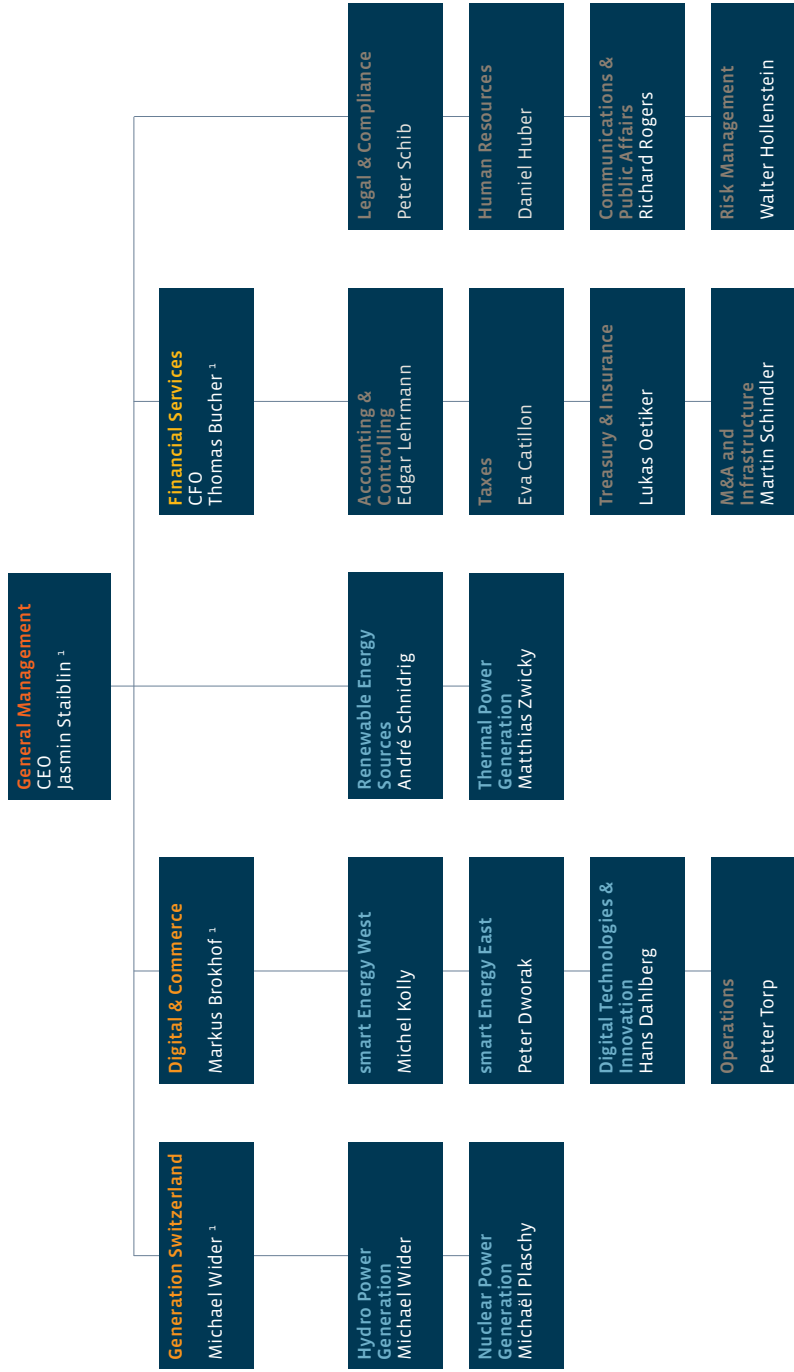 General Management
CEO
Jasmin Staiblin ¹
Generation Switzerland
Michael Wider ¹
Digital & Commerce
Markus Brokhof ¹
Financial Services
CFO
Thomas Bucher ¹
Hydro Power
Generation
Michael Wider
smart Energy West
Michel Kolly
Renewable Energy
Sources
André Schnidrig
Accounting &
Controlling
Edgar Lehrmann
Legal & Compliance
Peter Schib
Nuclear Power
Generation
Michaël Plaschy
smart Energy East
Peter Dworak
Thermal Power
Generation
Matthias Zwicky
Taxes
Eva Catillon
Human Resources
Daniel Huber
Digital Technologies &
Innovation
Hans Dahlberg
Treasury & Insurance
Lukas Oetiker
Communications &
Public Affairs
Richard Rogers
Operations
Petter Torp
M&A and
Infrastructure
Martin Schindler
Risk Management
Walter Hollenstein